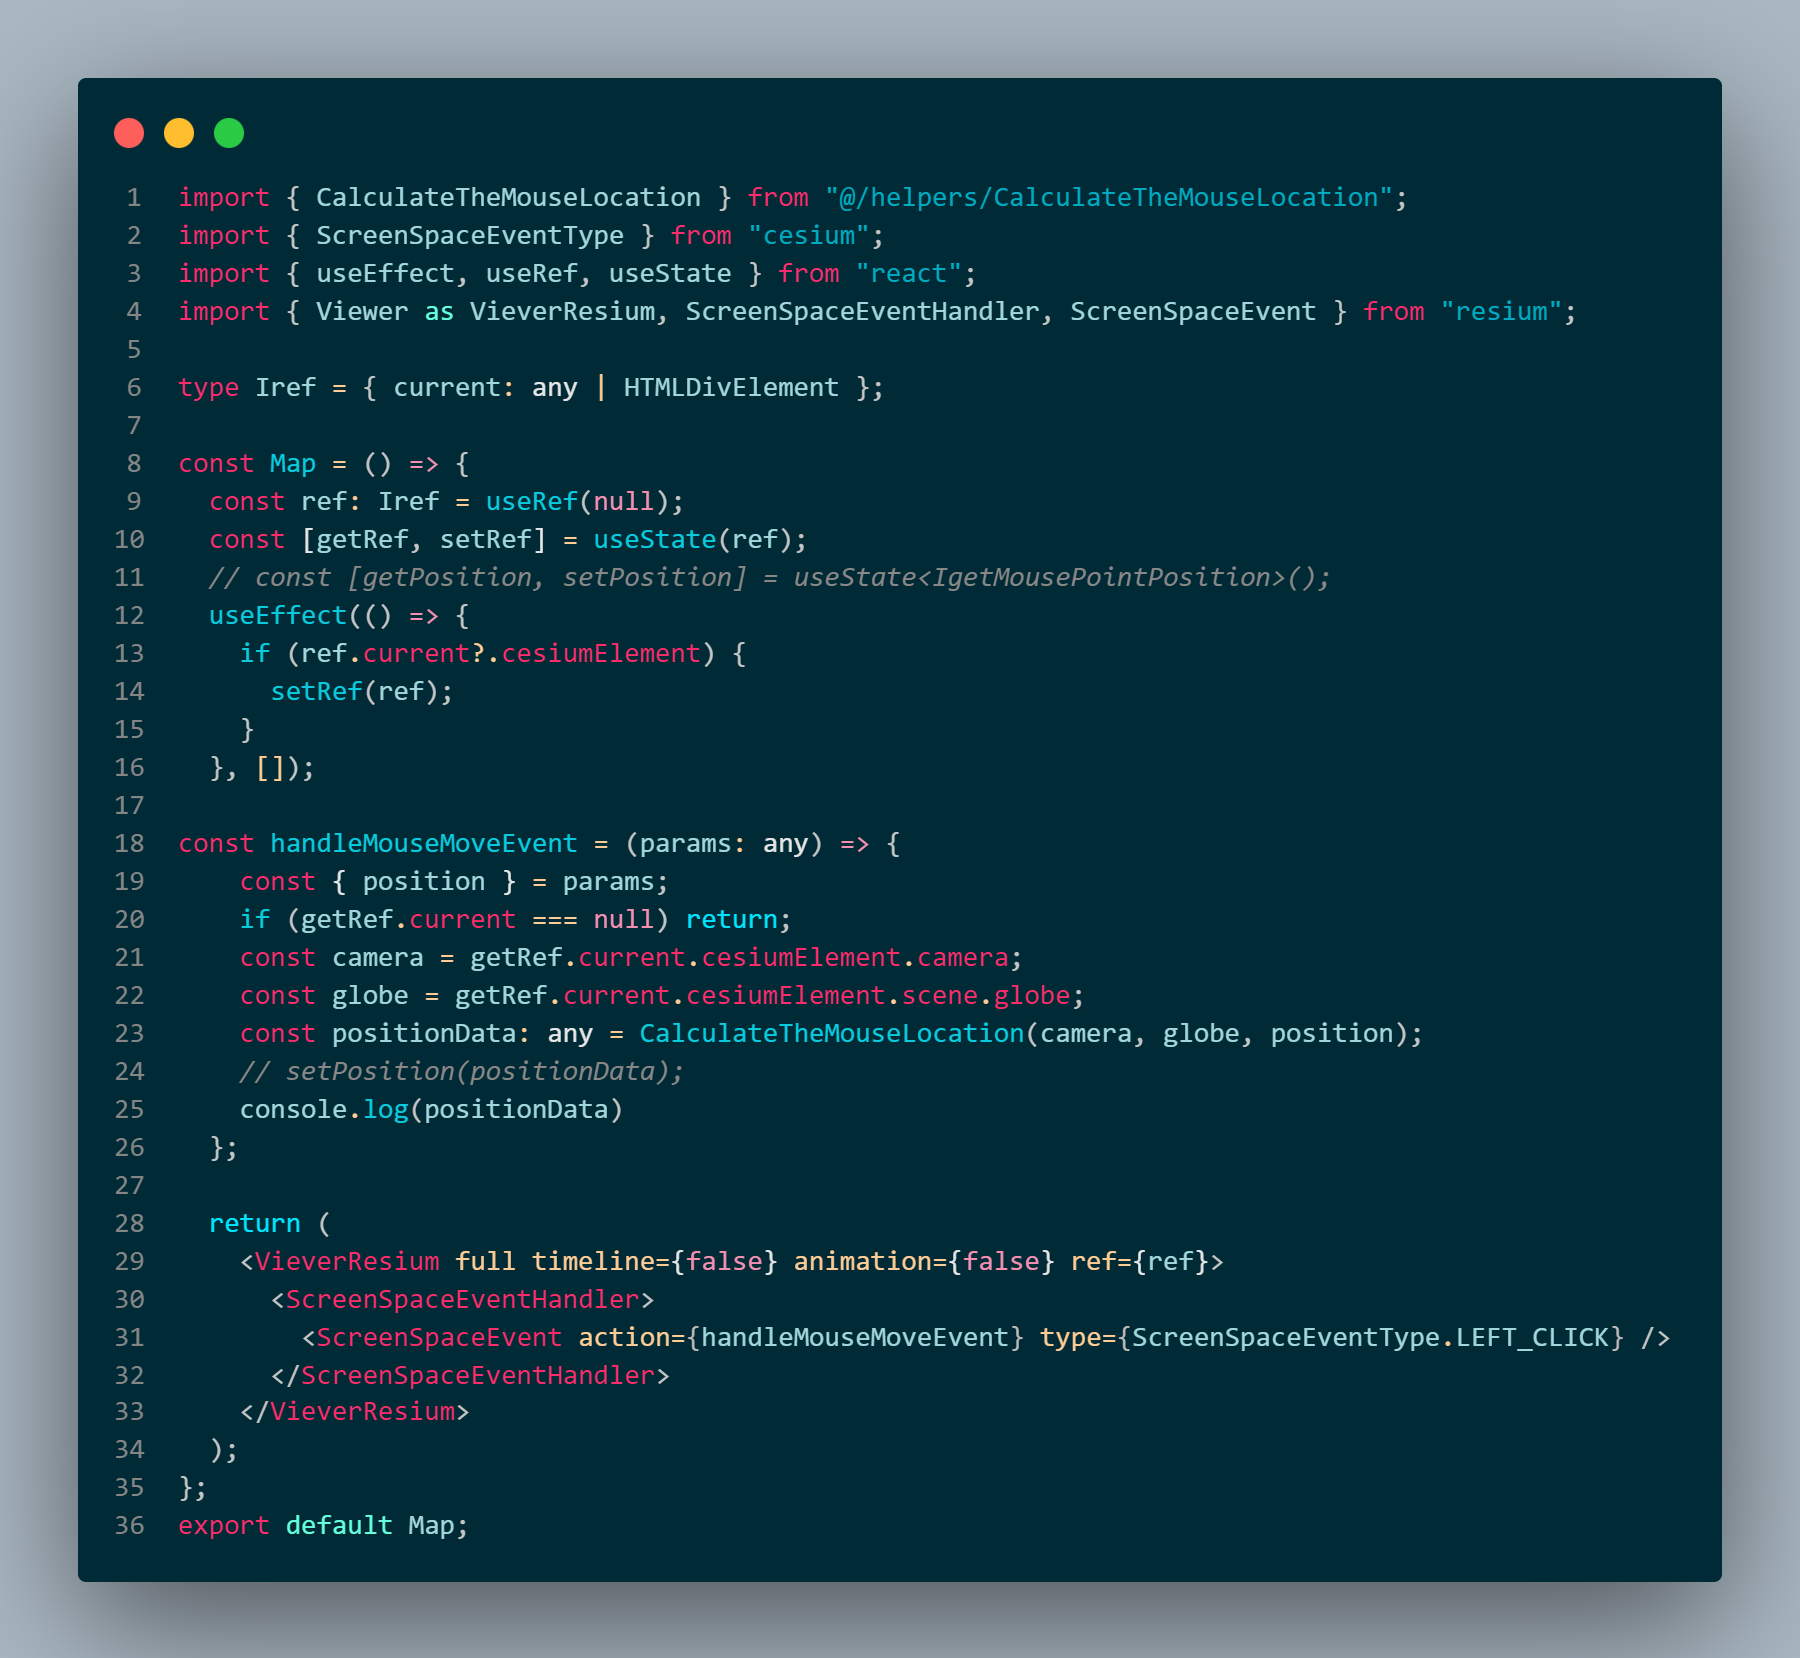 1 import { CalculateTheMouseLocation } from "@/helpers/CalculateTheMouseLocation";
2 import { ScreenSpaceEventType } from "cesium";
3 import { useEffect, useRef, useState } from "react";
4 import { Viewer as VieverResium, ScreenSpaceEventHandler, ScreenSpaceEvent } from "resium";
5
6 type Iref = { current: any | HTMLDivElement };
7
8 const Map = () => {
9   const ref: Iref = useRef(null);
10   const [getRef, setRef] = useState(ref);
11   // const [getPosition, setPosition] = useState<IgetMousePointPosition>();
12   useEffect(() => {
13     if (ref.current?.cesiumElement) {
14       setRef(ref);
15     }
16   }, []);
17
18 const handleMouseMoveEvent = (params: any) => {
19     const { position } = params;
20     if (getRef.current === null) return;
21     const camera = getRef.current.cesiumElement.camera;
22     const globe = getRef.current.cesiumElement.scene.globe;
23     const positionData: any = CalculateTheMouseLocation(camera, globe, position);
24     // setPosition(positionData);
25     console.log(positionData)
26   };
27
28   return (
29     <VieverResium full timeline={false} animation={false} ref={ref}>
30       <ScreenSpaceEventHandler>
31         <ScreenSpaceEvent action={handleMouseMoveEvent} type={ScreenSpaceEventType.LEFT_CLICK} />
32       </ScreenSpaceEventHandler>
33     </VieverResium>
34   );
35 };
36 export default Map;